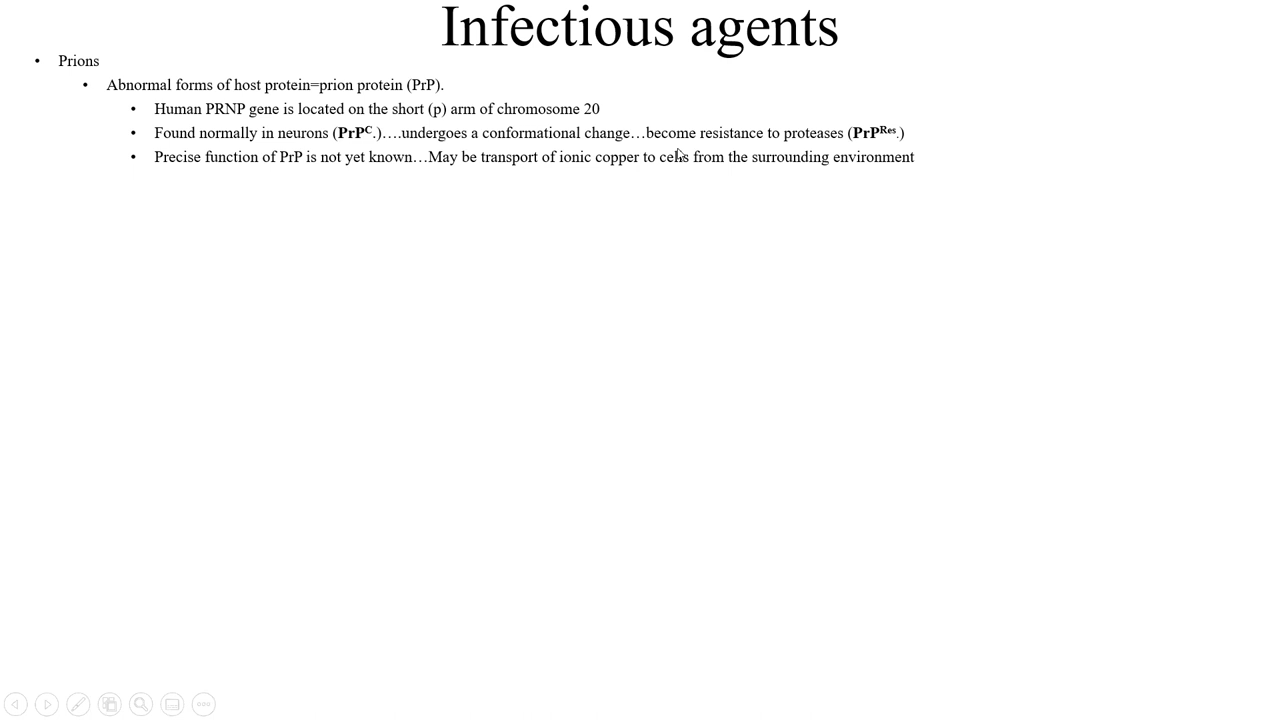 Infectious agents
• Prions
• Abnormal forms of host protein=prion protein (PrP).
• Human PRNP gene is located on the short (p) arm of chromosome 20
• Found normally in neurons (PrPC.)….undergoes a conformational change…become resistance to proteases (PrPRes.)
• Precise function of PrP is not yet known…May be transport of ionic copper to cells from the surrounding environment